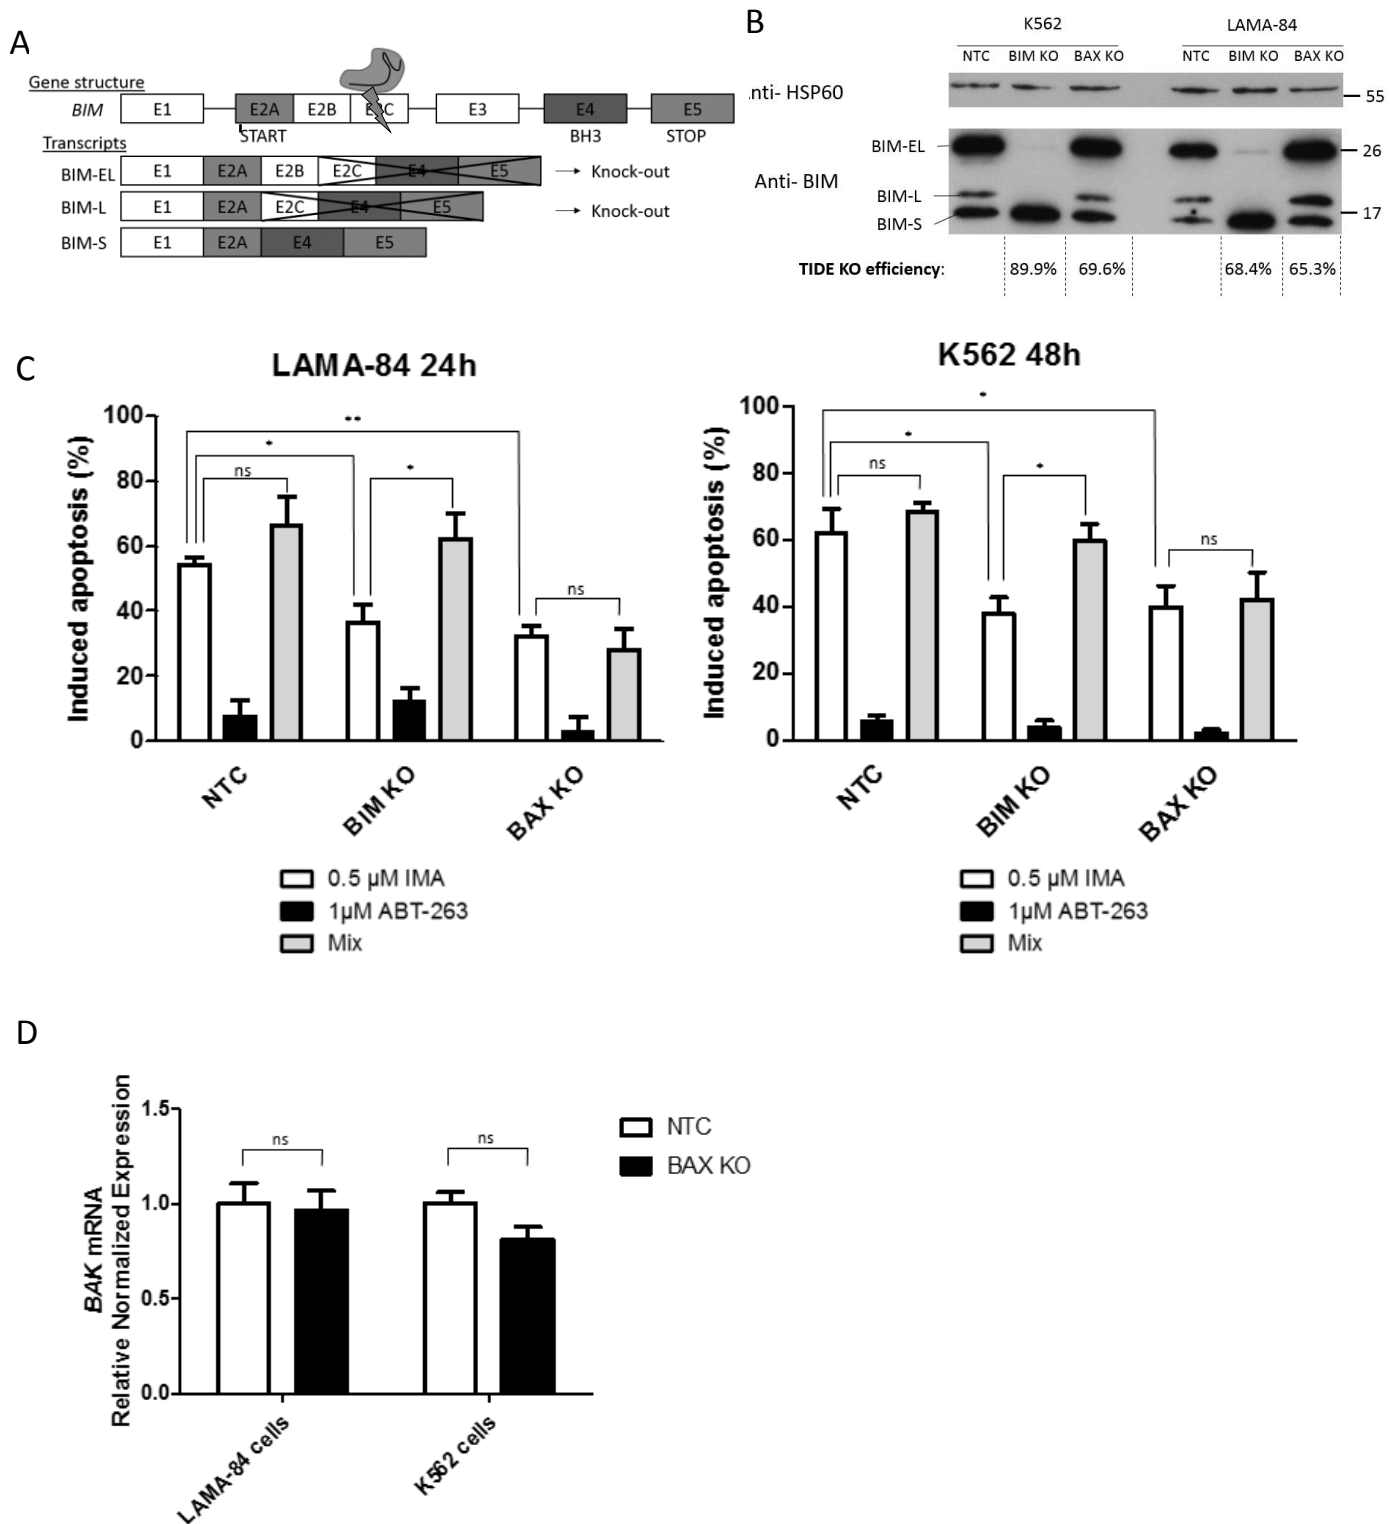 A
Gene structure
BIM E1 E2A E2B E2C E3 E4 E5
START BH3 STOP
Transcripts
BIM-EL E1 E2A E2B E2C E4 E5 Knock-out
BIM-L E1 E2A E2C E4 E5 Knock-out
BIM-S E1 E2A E4 E5
B
K562 LAMA-84
NTC BIM KO BAX KO NTC BIM KO BAX KO
nti- HSP60 55
BIM-EL 26
Anti- BIM
BIM-L
BIM-S 17
TIDE KO efficiency: 89.9% 69.6% 68.4% 65.3%
C
LAMA-84 24h
Induced apoptosis (%)
100
80
60
40
20
0
**
*
ns
*
ns
NTC BIM KO BAX KO
0.5 µM IMA
1µM ABT-263
Mix
K562 48h
Induced apoptosis (%)
100
80
60
40
20
0
*
*
ns
*
ns
NTC BIM KO BAX KO
0.5 µM IMA
1µM ABT-263
Mix
D
BAK mRNA
Relative Normalized Expression
1.5
1.0
0.5
0.0
ns ns
NTC
BAX KO
LAMA-84 cells K562 cells